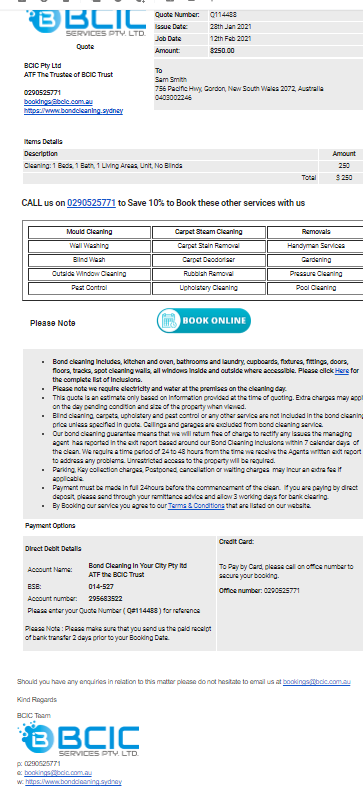 BCIC
SERVICES PTY. LTD.
Quote
Quote Number: Q114488
Issue Date: 28th Jan 2021
Job Date 12th Feb 2021
Amount: $250.00
BCIC Pty Ltd
ATF The Trustee of BCIC Trust
0290525771
bookings@bcic.com.au
https://www.bondcleaning.sydney
To
Sam Smith
756 Pacific Hwy, Gordon, New South Wales 2072, Australia
0403002246
Items Details
Description Amount
Cleaning: 1 Beds, 1 Bath, 1 Living Areas, Unit, No Blinds 250
Total $ 250
CALL us on 0290525771 to Save 10% to Book these other services with us
Mould Cleaning Carpet Steam Cleaning Removals
Wall Washing Carpet Stain Removal Handyman Services
Blind Wash Carpet Deodoriser Gardening
Outside Window Cleaning Rubbish Removal Pressure Cleaning
Pest Control Upholstery Cleaning Pool Cleaning
Please Note
BOOK ONLINE
• Bond cleaning includes, kitchen and oven, bathrooms and laundry, cupboards, fixtures, fittings, doors,
floors, tracks, spot cleaning walls, all windows inside and outside where accessible. Please click Here for
the complete list of inclusions.
• Please note we require electricity and water at the premises on the cleaning day.
• This quote is an estimate only based on information provided at the time of quoting. Extra charges may appl
on the day pending condition and size of the property when viewed.
• Blind cleaning, carpets, upholstery and pest control or any other service are not included in the bond cleanin
price unless specified in quote. Ceilings and garages are excluded from bond cleaning service.
• Our bond cleaning guarantee means that we will return free of charge to rectify any issues the managing
agent has reported in the exit report based around our Bond Cleaning Inclusions within 7 calendar days of
the clean. We require a time period of 24 to 48 hours from the time we receive the Agents written exit report
to address any problems. Unrestricted access to the property will be required.
• Parking, Key collection charges, Postponed, cancellation or waiting charges may incur an extra fee if
applicable.
• Payment must be made in full 24hours before the commencement of the clean. If you are paying by direct
deposit, please send through your remittance advice and allow 3 working days for bank clearing.
• By Booking our service you agree to our Terms & Conditions that are listed on our website.
Payment Options
Direct Debit Details
Account Name: Bond Cleaning In Your City Pty ltd
ATF the BCIC Trust
BSB: 014-527
Account number: 295683522
Please enter your Quote Number ( Q#114488 ) for reference
Please Note : Please make sure that you send us the paid receipt
of bank transfer 2 days prior to your Booking Date.
Credit Card:
To Pay by Card, please call on office number to
secure your booking.
Office number: 0290525771
Should you have any enquiries in relation to this matter please do not hesitate to email us at bookings@bcic.com.au
Kind Regards
BCIC Team
BCIC
SERVICES PTY. LTD.
p: 0290525771
e: bookings@bcic.com.au
w: https://www.bondcleaning.sydney